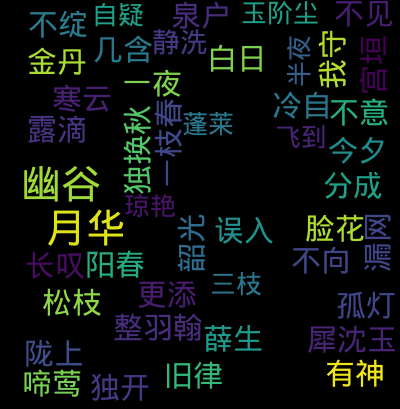 不绽
自疑
泉户
玉阶尘
不见
几含
静洗
金丹
白日
半夜
我守
宫垣
一夜
寒云
独换秋
一枝春
蓬莱
冷自
不意
露滴
飞到
今夕
幽谷
琼艳
分成
月华
韶光
误入
脸花
漏网
长叹
阳春
不向
三枝
松枝
更添
孤灯
整羽翰
薛生
犀沈玉
陇上
啼莺
独开
旧律
有神